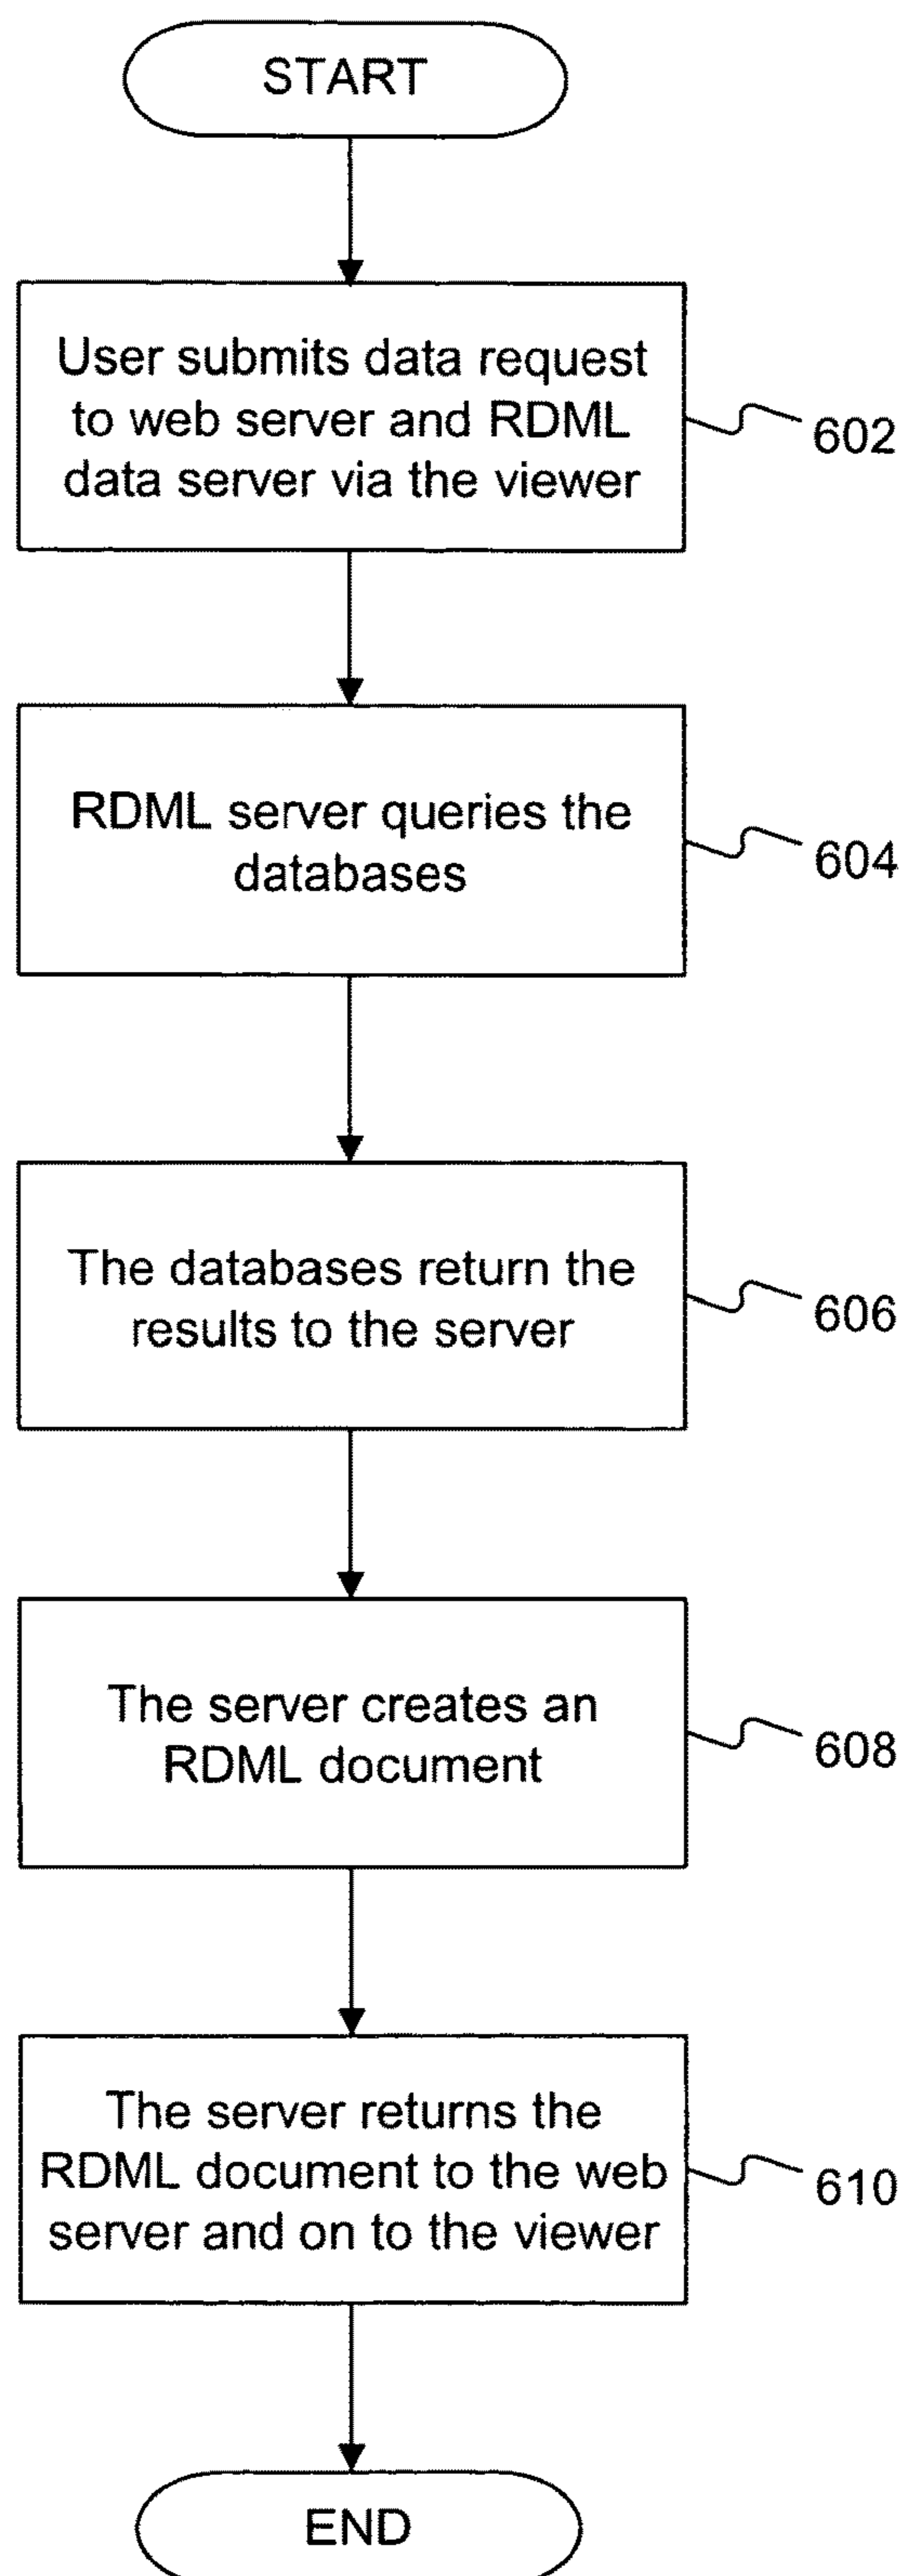 START
User submits data request
to web server and RDML
data server via the viewer
602
RDML server queries the
databases
604
The databases return the
results to the server
606
The server creates an
RDML document
608
The server returns the
RDML document to the web
server and on to the viewer
610
END